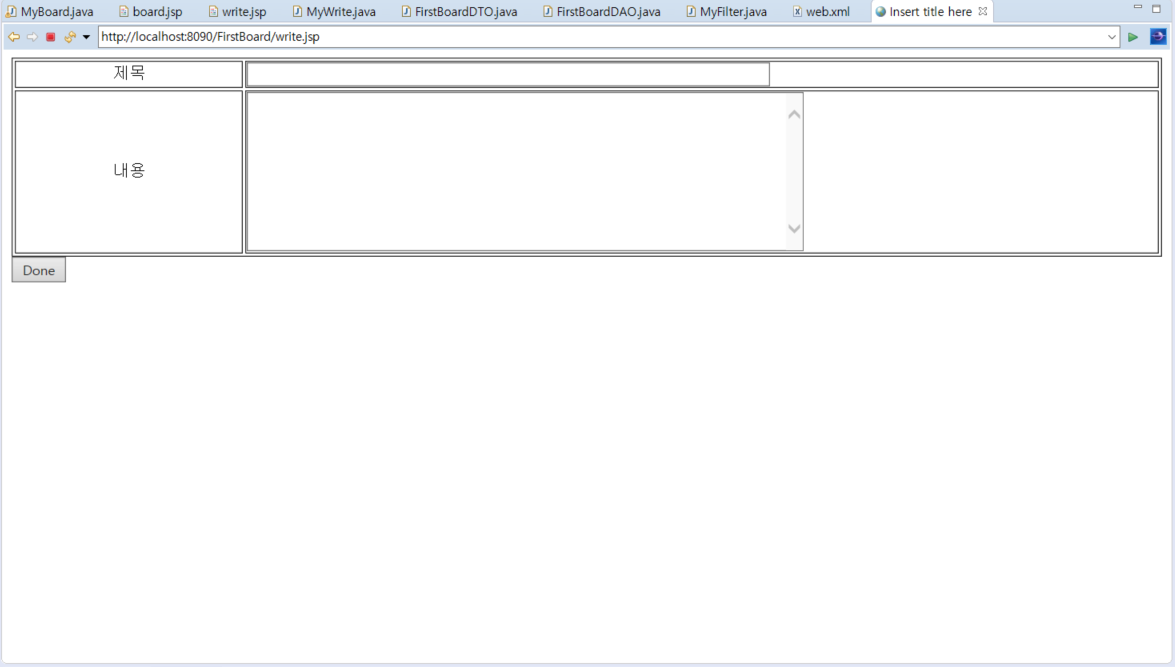 MyBoard.java board.jsp write.jsp MyWrite.java FirstBoardDTO.java FirstBoardDAO.java MyFilter.java web.xml Insert title here
http://localhost:8090/FirstBoard/write.jsp
제목
내용
Done